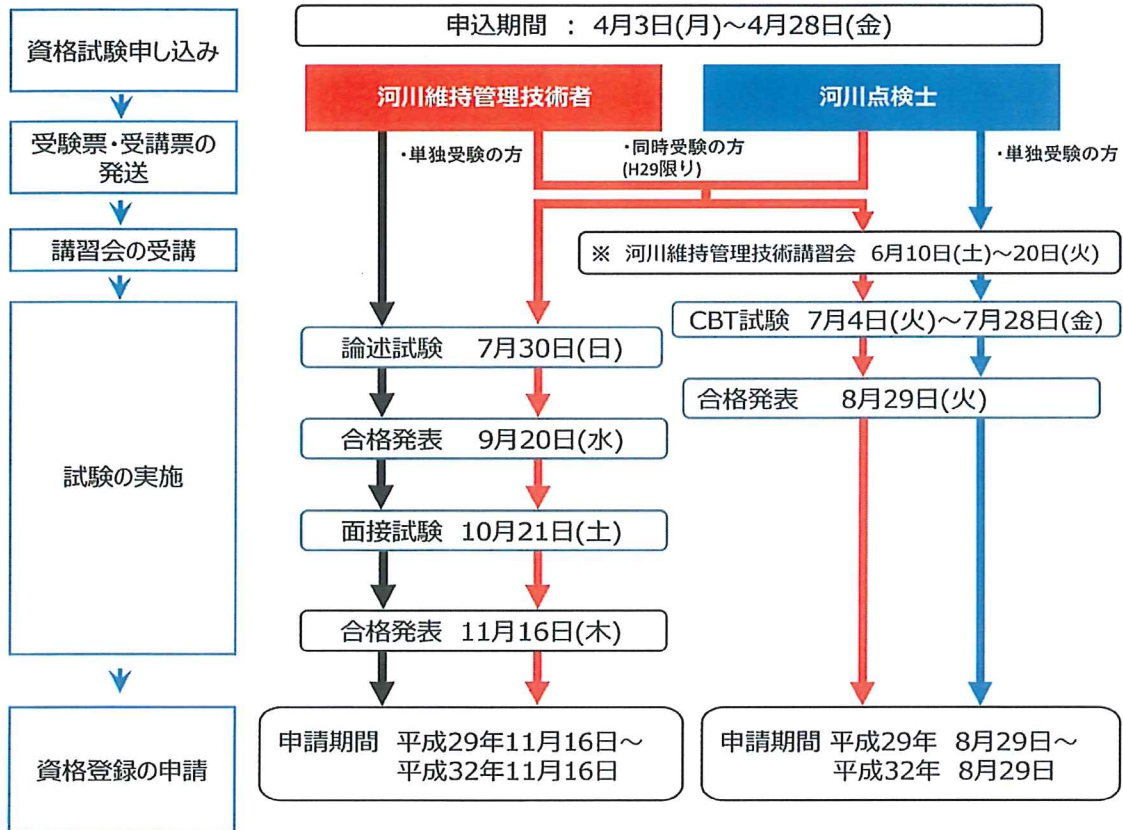 資格試験申し込み
申込期間 : 4月3日(月)～4月28日(金)
河川維持管理技術者
河川点検士
受験票・受講票の
発送
・単独受験の方
・同時受験の方
(H29限り)
・単独受験の方
講習会の受講
※ 河川維持管理技術講習会 6月10日(土)～20日(火)
試験の実施
CBT試験 7月4日(火)～7月28日(金)
論述試験 7月30日(日)
合格発表 8月29日(火)
合格発表 9月20日(水)
面接試験 10月21日(土)
合格発表 11月16日(木)
資格登録の申請
申請期間 平成29年11月16日～
平成32年11月16日
申請期間 平成29年 8月29日～
平成32年 8月29日